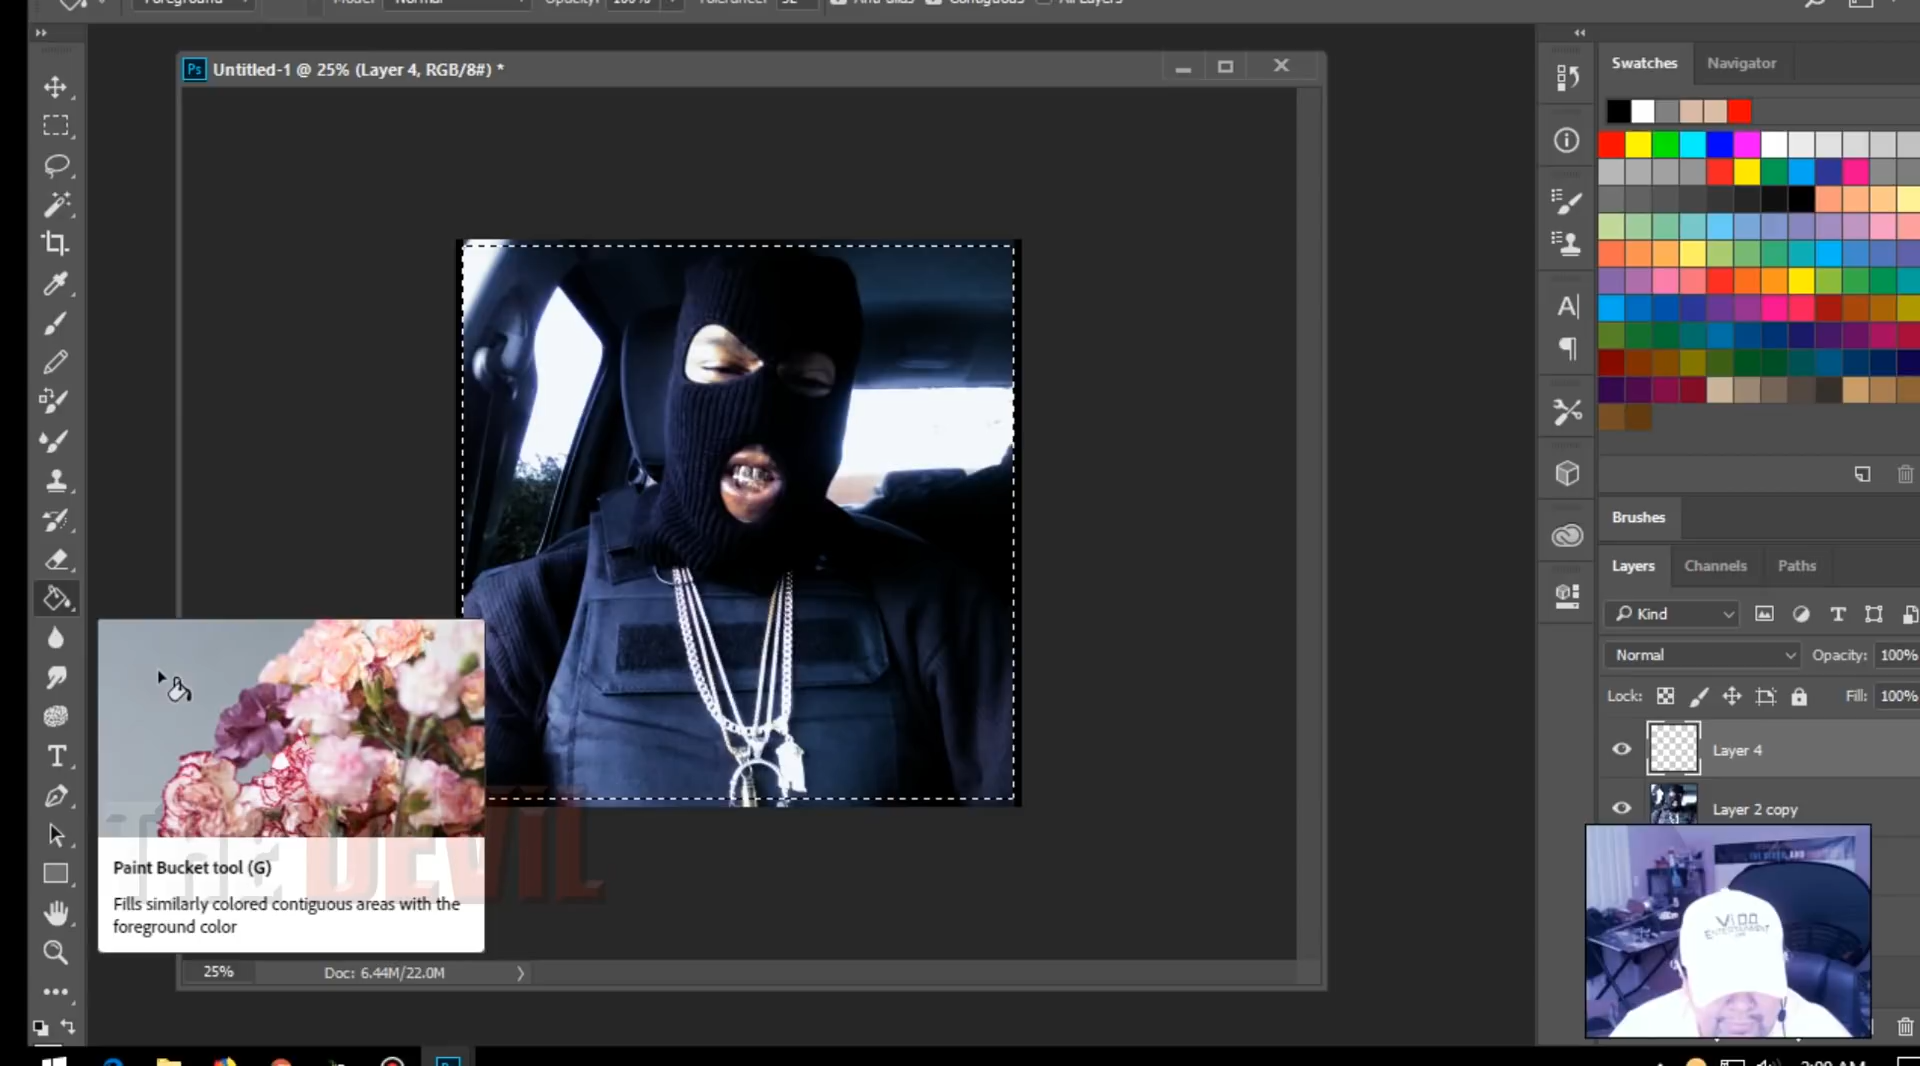 Foreground Mode: Normal Opacity: 100% Tolerance: 32 Anti-alias Contiguous All Layers
Ps Untitled-1 @ 25% (Layer 4, RGB/8#) *
Swatches Navigator
Brushes
Layers Channels Paths
Kind
Normal Opacity: 100%
Lock: Fill: 100%
Layer 4
Layer 2 copy
THE DEVIL
Paint Bucket tool (G)
Fills similarly colored contiguous areas with the
foreground color
VIDO
ENTERTAINMENT
25% Doc: 6.44M/22.0M